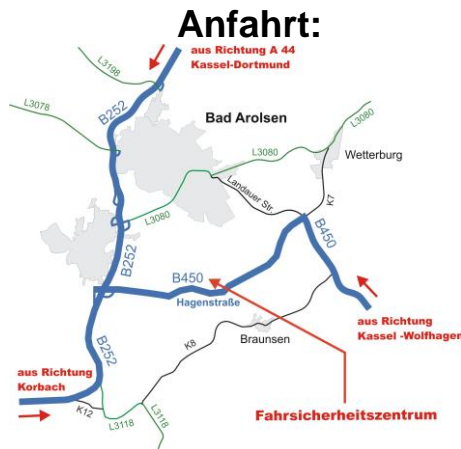 Anfahrt:
aus Richtung A 44
Kassel-Dortmund
L3198
L3078
B252
Bad Arolsen
L3080
L3080
Wetterburg
Landauer Str.
K7
L3080
B252
B450
B450
Hagenstraße
aus Richtung
Kassel -Wolfhagen
K8
Braunsen
B252
aus Richtung
Korbach
K12
L3118
L3118
Fahrsicherheitszentrum